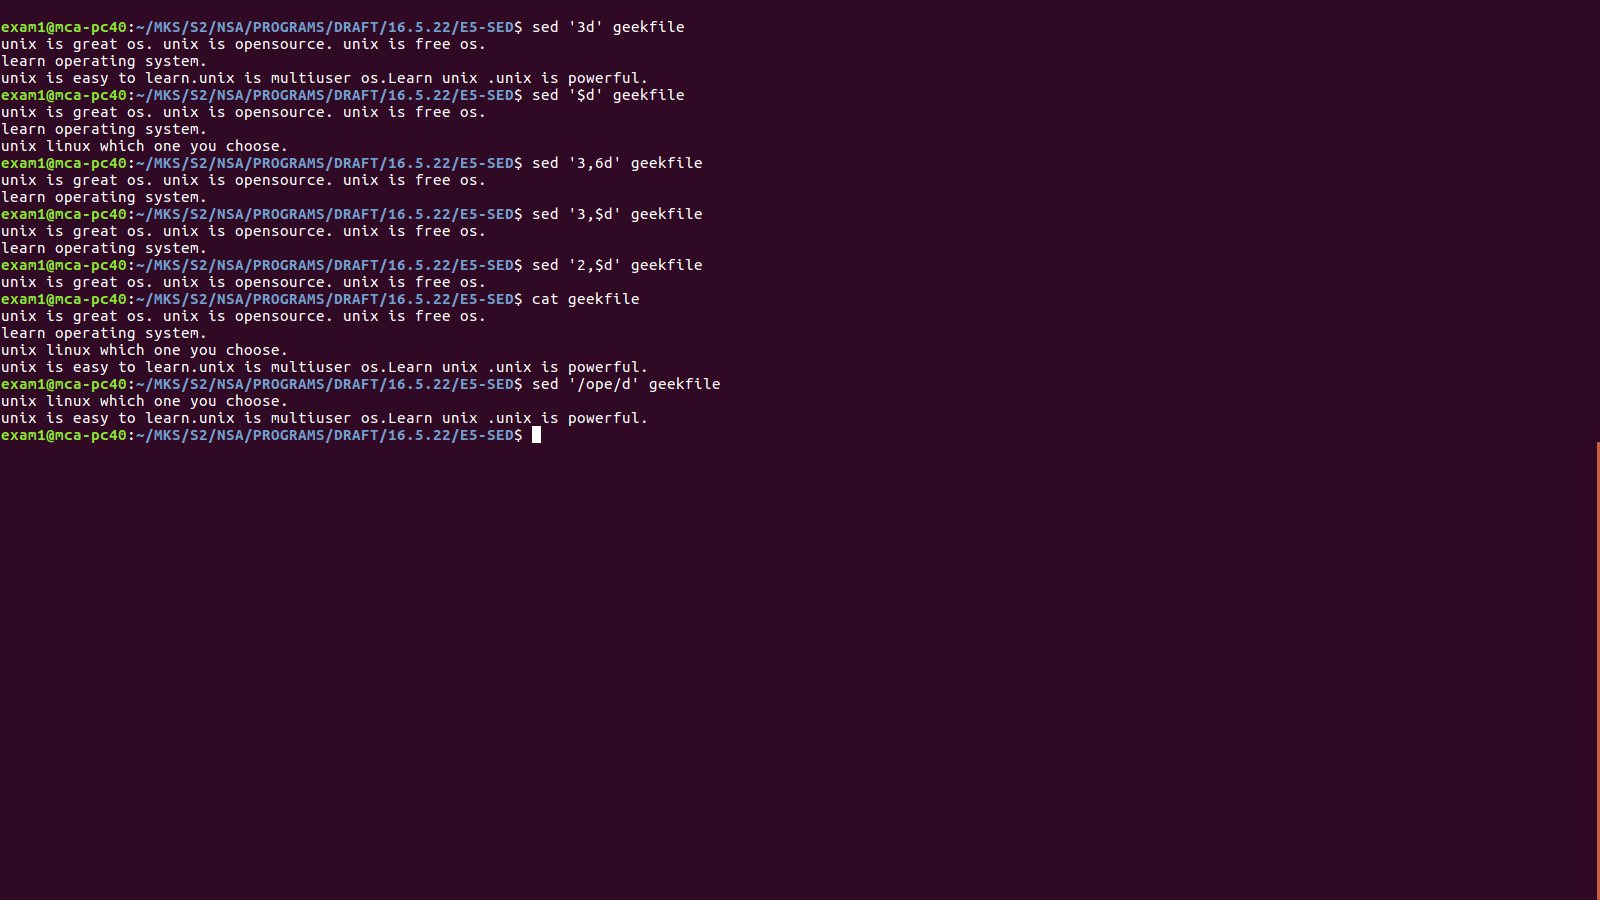 exam1@mca-pc40:~/MKS/S2/NSA/PROGRAMS/DRAFT/16.5.22/E5-SED$ sed '3d' geekfile
unix is great os. unix is opensource. unix is free os.
learn operating system.
unix is easy to learn.unix is multiuser os.Learn unix .unix is powerful.
exam1@mca-pc40:~/MKS/S2/NSA/PROGRAMS/DRAFT/16.5.22/E5-SED$ sed '$d' geekfile
unix is great os. unix is opensource. unix is free os.
learn operating system.
unix linux which one you choose.
exam1@mca-pc40:~/MKS/S2/NSA/PROGRAMS/DRAFT/16.5.22/E5-SED$ sed '3,6d' geekfile
unix is great os. unix is opensource. unix is free os.
learn operating system.
exam1@mca-pc40:~/MKS/S2/NSA/PROGRAMS/DRAFT/16.5.22/E5-SED$ sed '3,$d' geekfile
unix is great os. unix is opensource. unix is free os.
learn operating system.
exam1@mca-pc40:~/MKS/S2/NSA/PROGRAMS/DRAFT/16.5.22/E5-SED$ sed '2,$d' geekfile
unix is great os. unix is opensource. unix is free os.
exam1@mca-pc40:~/MKS/S2/NSA/PROGRAMS/DRAFT/16.5.22/E5-SED$ cat geekfile
unix is great os. unix is opensource. unix is free os.
learn operating system.
unix linux which one you choose.
unix is easy to learn.unix is multiuser os.Learn unix .unix is powerful.
exam1@mca-pc40:~/MKS/S2/NSA/PROGRAMS/DRAFT/16.5.22/E5-SED$ sed '/ope/d' geekfile
unix linux which one you choose.
unix is easy to learn.unix is multiuser os.Learn unix .unix is powerful.
exam1@mca-pc40:~/MKS/S2/NSA/PROGRAMS/DRAFT/16.5.22/E5-SED$